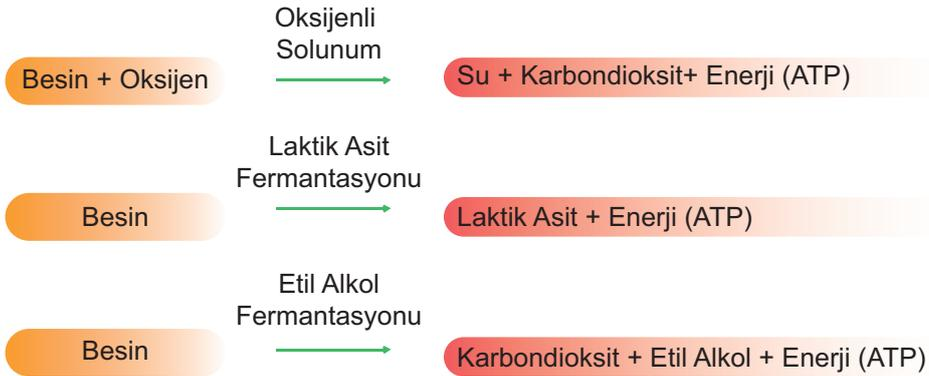 Oksijenli
Solunum
Besin + Oksijen
Su + Karbondioksit+ Enerji (ATP)
Laktik Asit
Fermantasyonu
Besin
Laktik Asit + Enerji (ATP)
Etil Alkol
Fermantasyonu
Besin
Karbondioksit + Etil Alkol + Enerji (ATP)